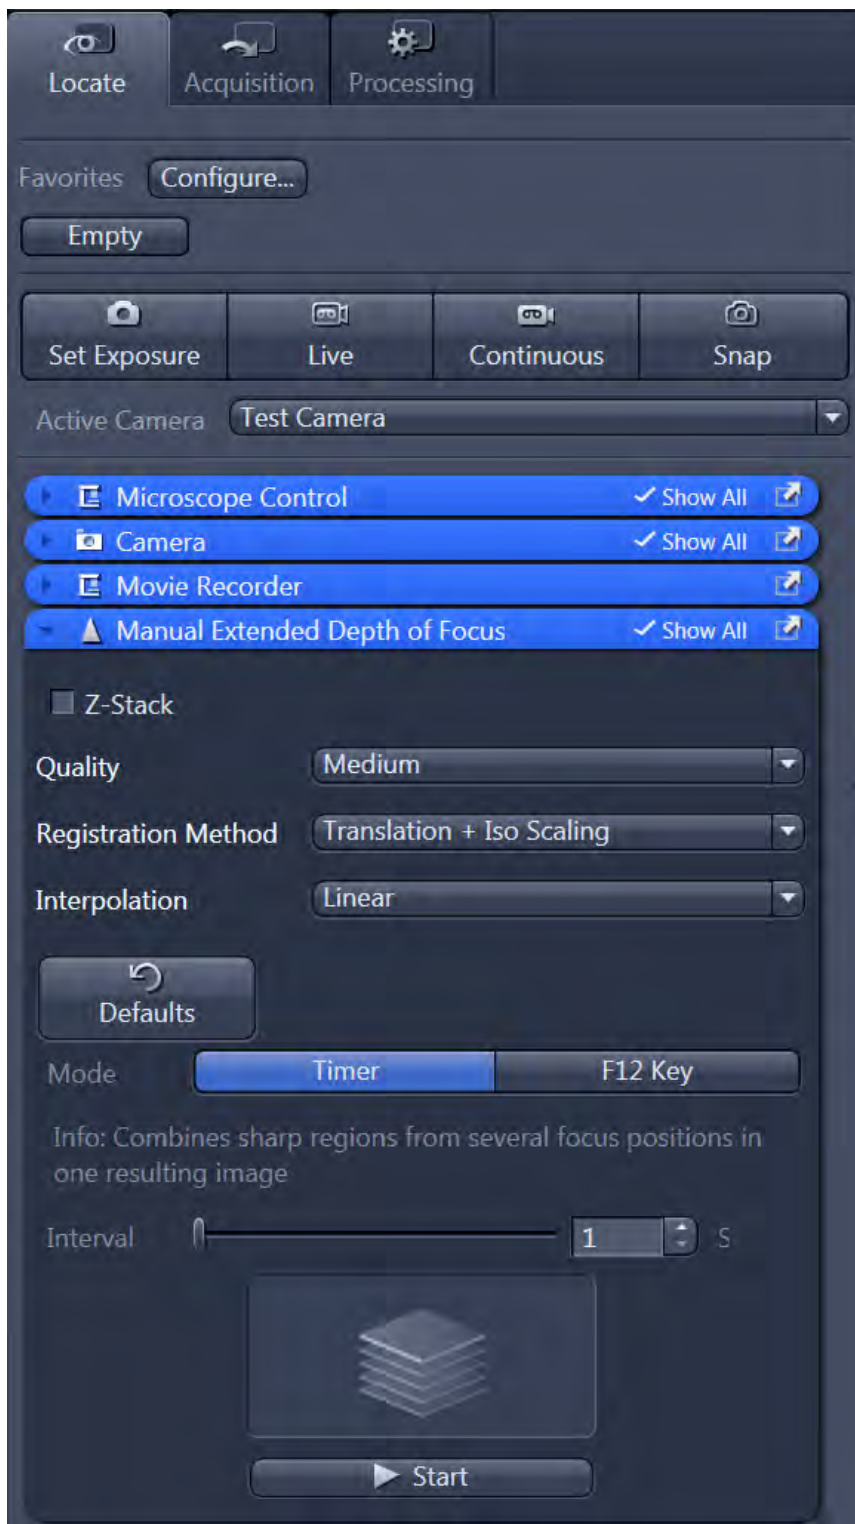 Locate Acquisition Processing
Favorites Configure...
Empty
Set Exposure Live Continuous Snap
Active Camera Test Camera
Microscope Control Show All
Camera Show All
Movie Recorder
Manual Extended Depth of Focus Show All
Z-Stack
Quality Medium
Registration Method Translation + Iso Scaling
Interpolation Linear
Defaults
Mode Timer F12 Key
Info: Combines sharp regions from several focus positions in
one resulting image
Interval 1 S
Start